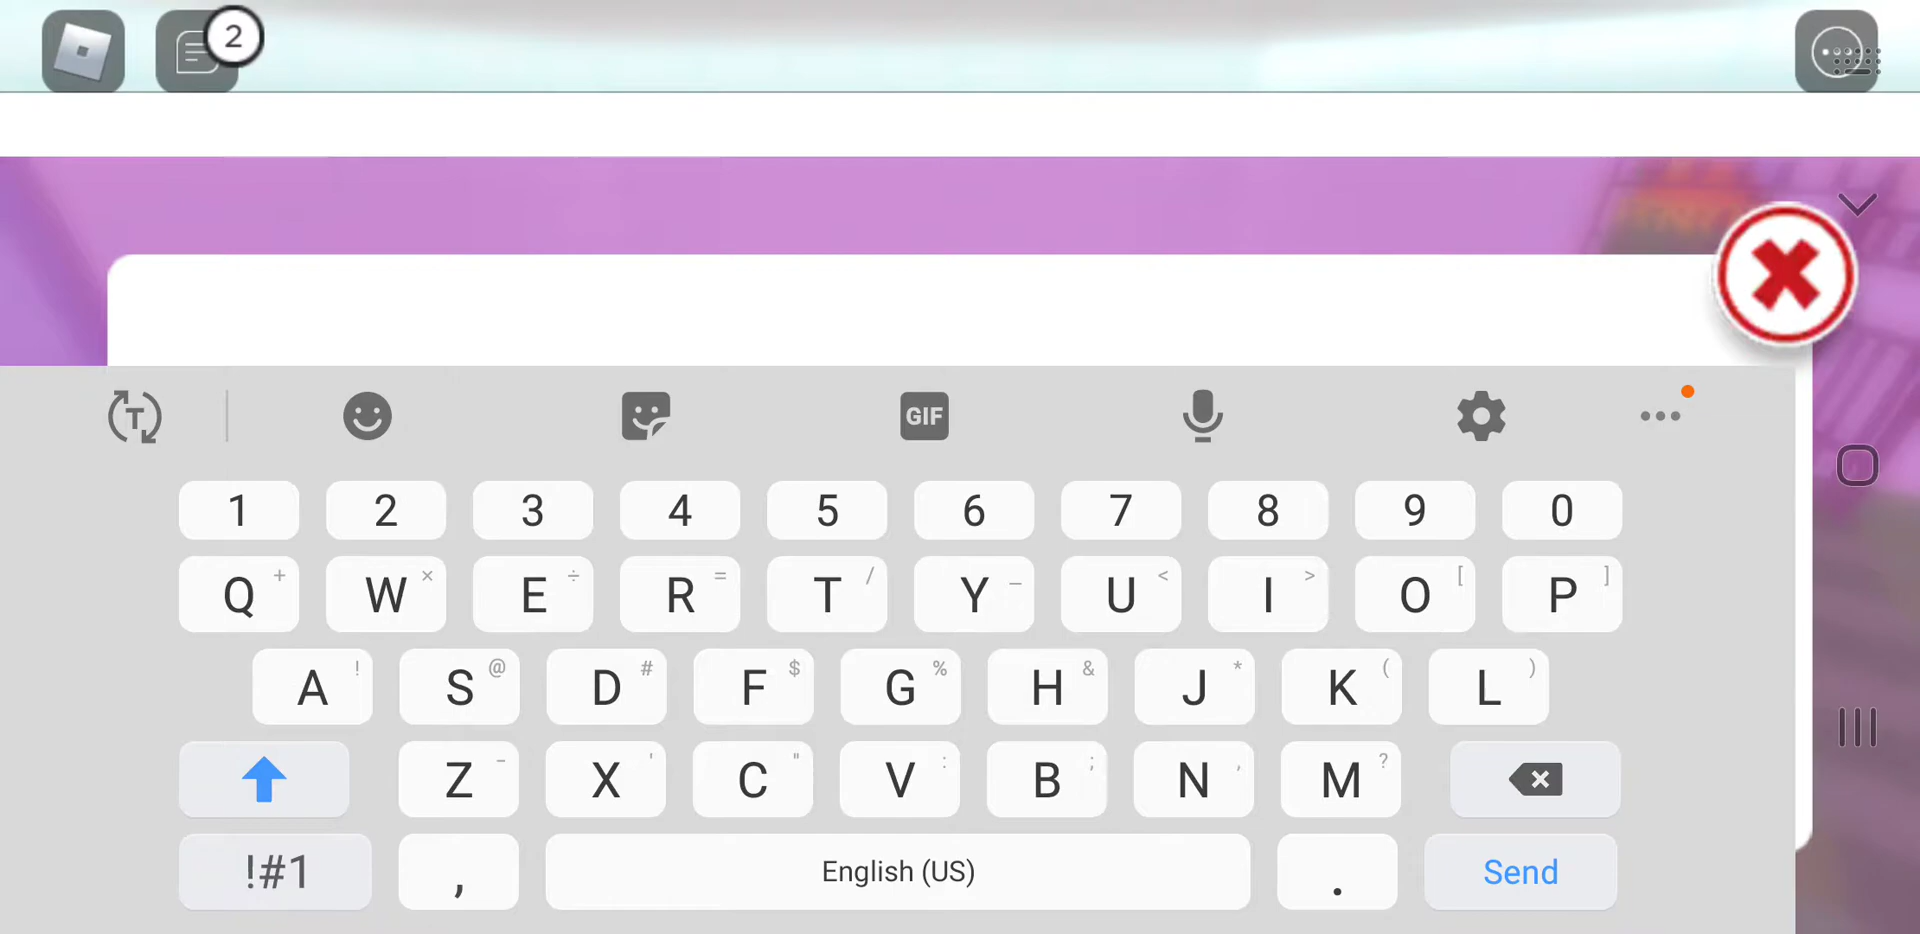 2
GIF
1 2 3 4 5 6 7 8 9 0
Q + W × E ÷ R = T / Y _ U < I > O [ P ]
A ! S @ D # F $ G % H & J * K ( L )
Z - X ' C " V : B ; N , M ?
!#1 , English (US) . Send